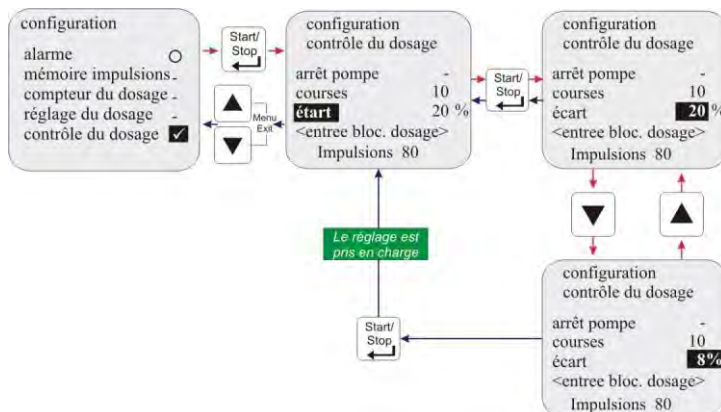 configuration
alarme
mémoire impulsions -
compteur du dosage -
réglage du dosage -
contrôle du dosage ✓
Start/
Stop
Menu
Exit
configuration
contrôle du dosage
arrêt pompe -
courses 10
étart 20 %
<entree bloc. dosage>
Impulsions 80
Start/
Stop
configuration
contrôle du dosage
arrêt pompe -
courses 10
écart 20 %
<entree bloc. dosage>
Impulsions 80
Le réglage est
pris en charge
Start/
Stop
configuration
contrôle du dosage
arrêt pompe -
courses 10
écart 8%
<entree bloc. dosage>
Impulsions 80